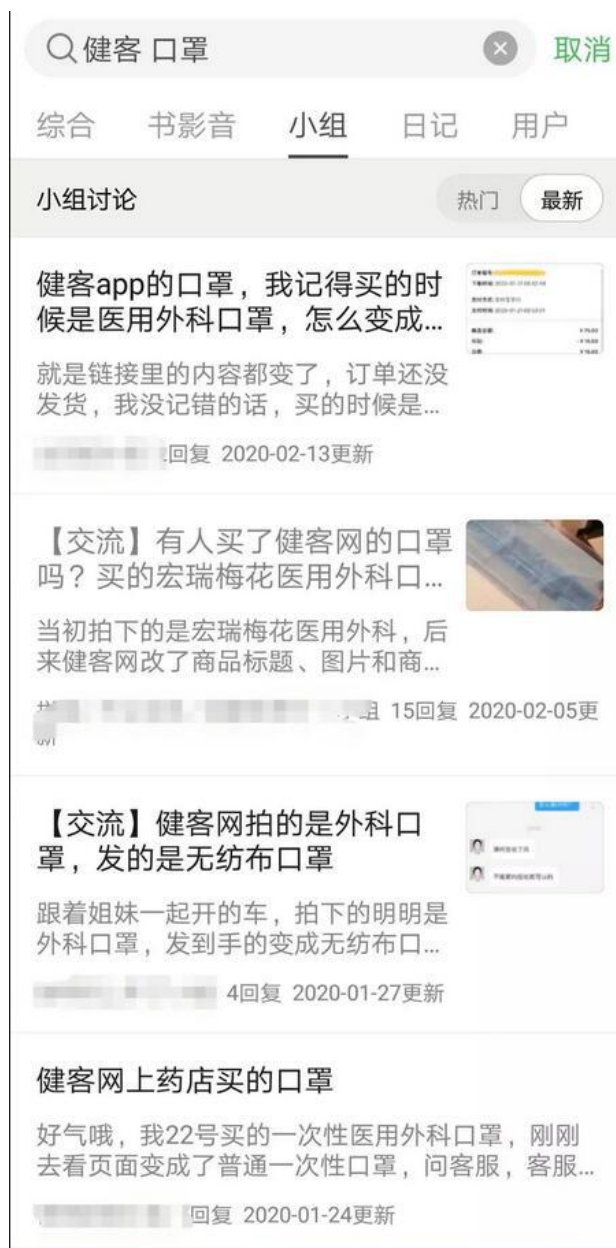 健客 口罩
取消
综合 书影音 小组 日记 用户
小组讨论
热门 最新
健客app的口罩，我记得买的时
候是医用外科口罩，怎么变成...
就是链接里的内容都变了，订单还没
发货，我没记错的话，买的时候是...
回复 2020-02-13更新
【交流】有人买了健客网的口罩
吗？买的宏瑞梅花医用外科口...
当初拍下的是宏瑞梅花医用外科，后
来健客网改了商品标题、图片和商...
组 15回复 2020-02-05更
新
【交流】健客网拍的是外科口
罩，发的是无纺布口罩
跟着姐妹一起开的车，拍下的明明是
外科口罩，发到手的变成无纺布口...
4回复 2020-01-27更新
健客网上药店买的口罩
好气哦，我22号买的一次性医用外科口罩，刚刚
去看页面变成了普通一次性口罩，问客服，客服...
回复 2020-01-24更新